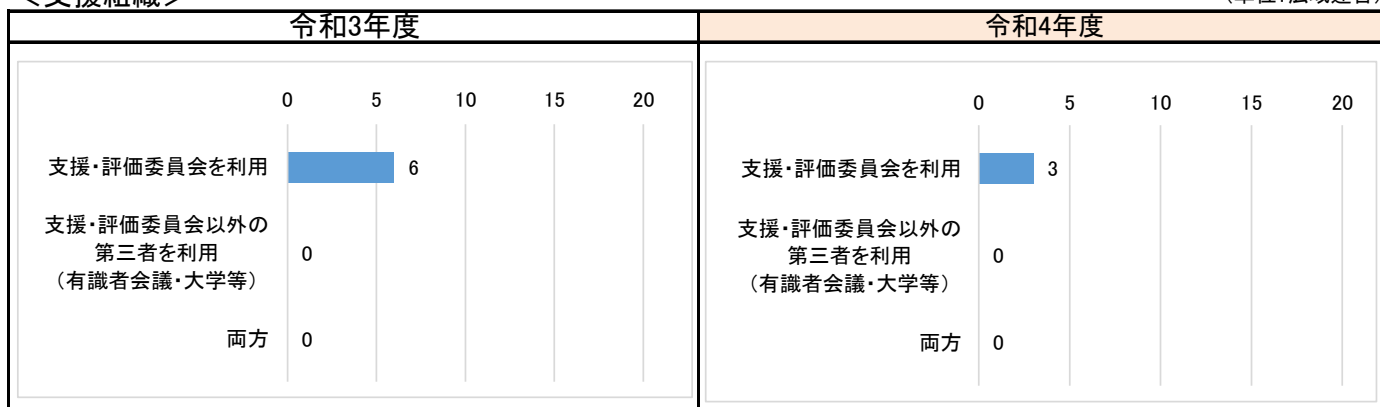 <支援組織>
令和3年度
令和4年度
0 5 10 15 20
支援・評価委員会を利用 6
支援・評価委員会以外の
第三者を利用 0
（有識者会議・大学等）
両方 0
0 5 10 15 20
支援・評価委員会を利用 3
支援・評価委員会以外の
第三者を利用 0
（有識者会議・大学等）
両方 0